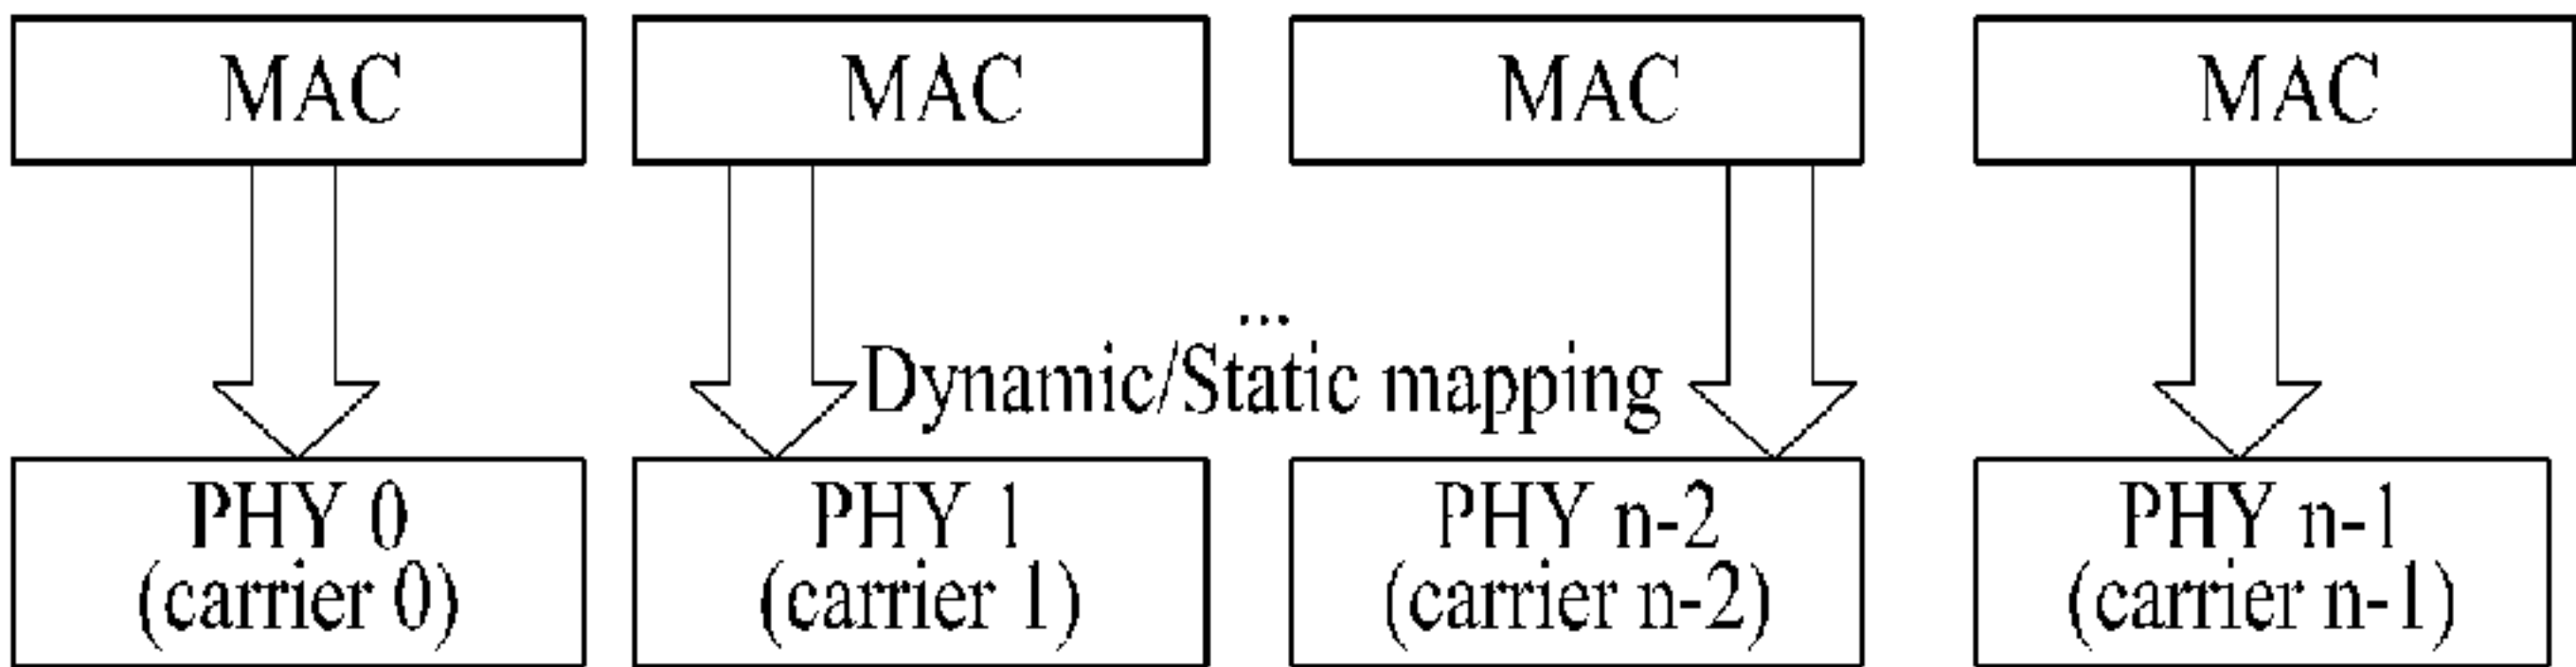 MAC
MAC
MAC
MAC
...
Dynamic/Static mapping
PHY 0
(carrier 0)
PHY 1
(carrier 1)
PHY n-2
(carrier n-2)
PHY n-1
(carrier n-1)